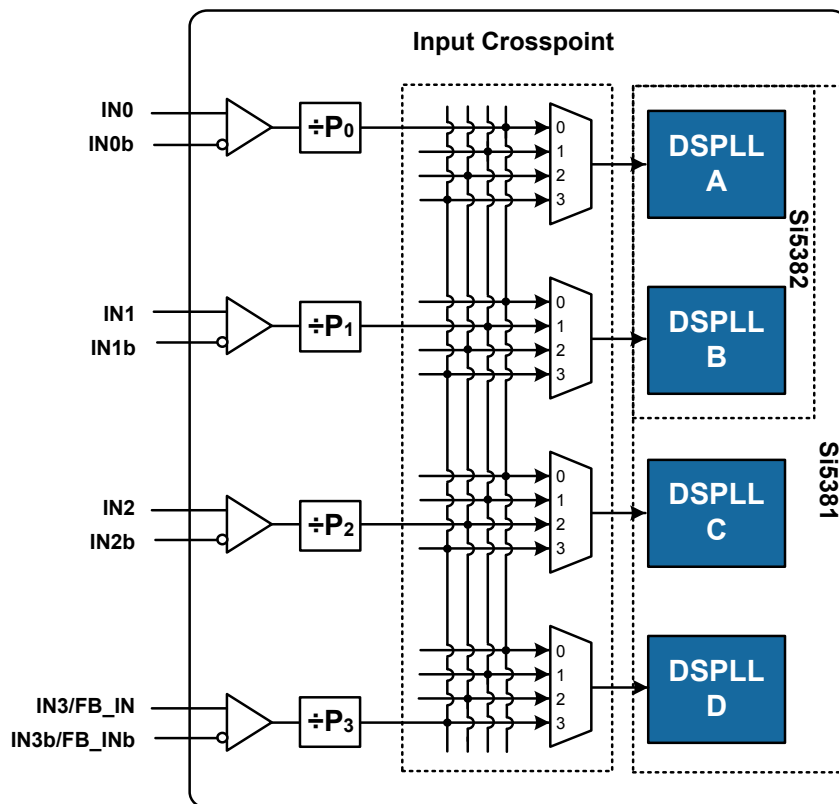 Input Crosspoint
IN0
IN0b
÷P0
0
1
2
3
DSPLL
A
Si5382
IN1
IN1b
÷P1
0
1
2
3
DSPLL
B
Si5381
IN2
IN2b
÷P2
0
1
2
3
DSPLL
C
IN3/FB_IN
IN3b/FB_INb
÷P3
0
1
2
3
DSPLL
D